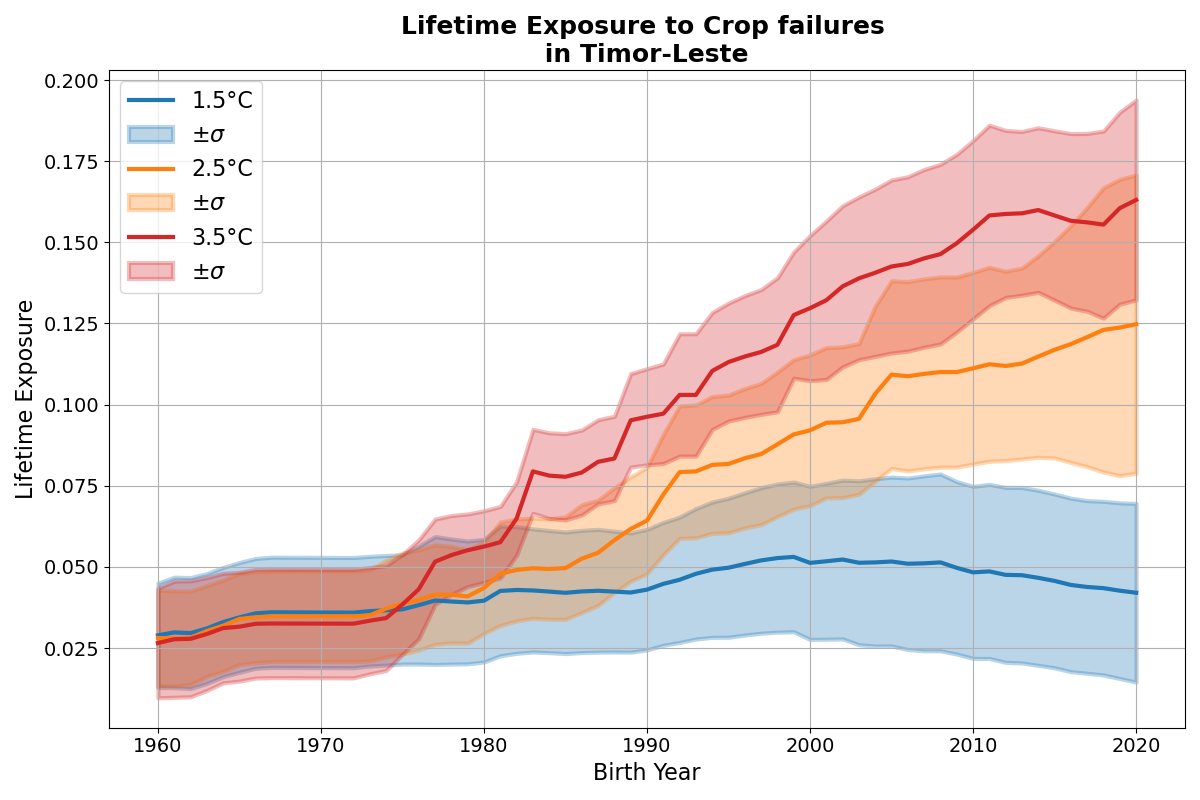 Lifetime Exposure to Crop failures
in Timor-Leste
0.200
0.175
0.150
0.125
0.100
0.075
0.050
0.025
Lifetime Exposure
1.5°C
±σ
2.5°C
±σ
3.5°C
±σ
1960 1970 1980 1990 2000 2010 2020
Birth Year